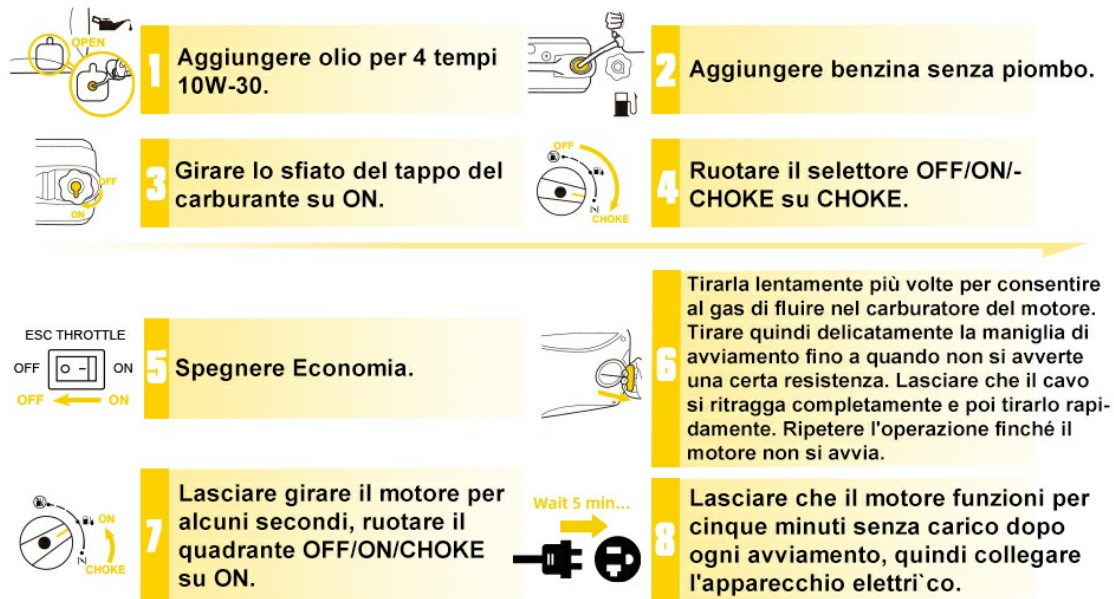 OPEN
1
Aggiungere olio per 4 tempi
10W-30.
2
Aggiungere benzina senza piombo.
OFF
ON
3
Girare lo sfiato del tappo del
carburante su ON.
OFF
CHOKE
4
Ruotare il selettore OFF/ON/-
CHOKE su CHOKE.
ESC THROTTLE
OFF ON
OFF ON
5
Spegnere Economia.
6
Tirarla lentamente più volte per consentire
al gas di fluire nel carburatore del motore.
Tirare quindi delicatamente la maniglia di
avviamento fino a quando non si avverte
una certa resistenza. Lasciare che il cavo
si ritragga completamente e poi tirarlo rapi-
damente. Ripetere l'operazione finché il
motore non si avvia.
ON
CHOKE
7
Lasciare girare il motore per
alcuni secondi, ruotare il
quadrante OFF/ON/CHOKE
su ON.
Wait 5 min...
8
Lasciare che il motore funzioni per
cinque minuti senza carico dopo
ogni avviamento, quindi collegare
l'apparecchio elettri`co.